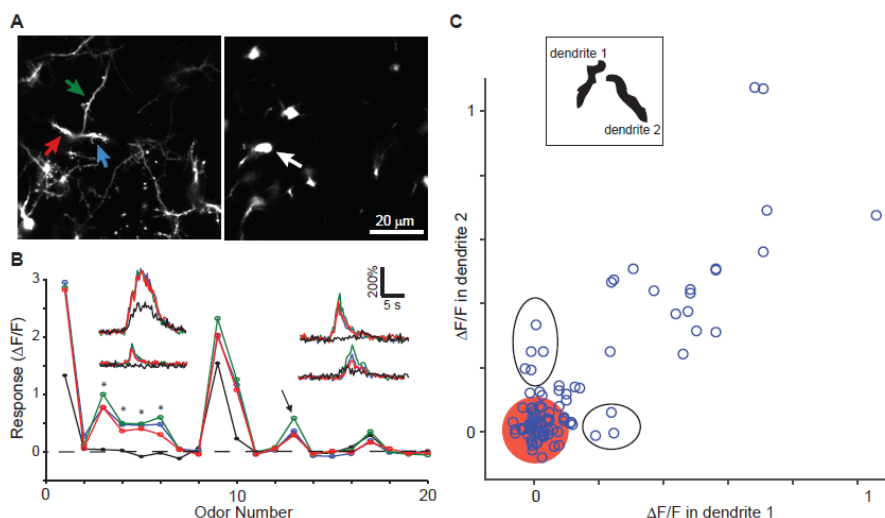 A
20 μm
B
Response (ΔF/F)
3
2
1
0
200%
5 s
* * * *
0 10 20
Odor Number
C
dendrite 1
dendrite 2
ΔF/F in dendrite 2
1
0
0 1
ΔF/F in dendrite 1